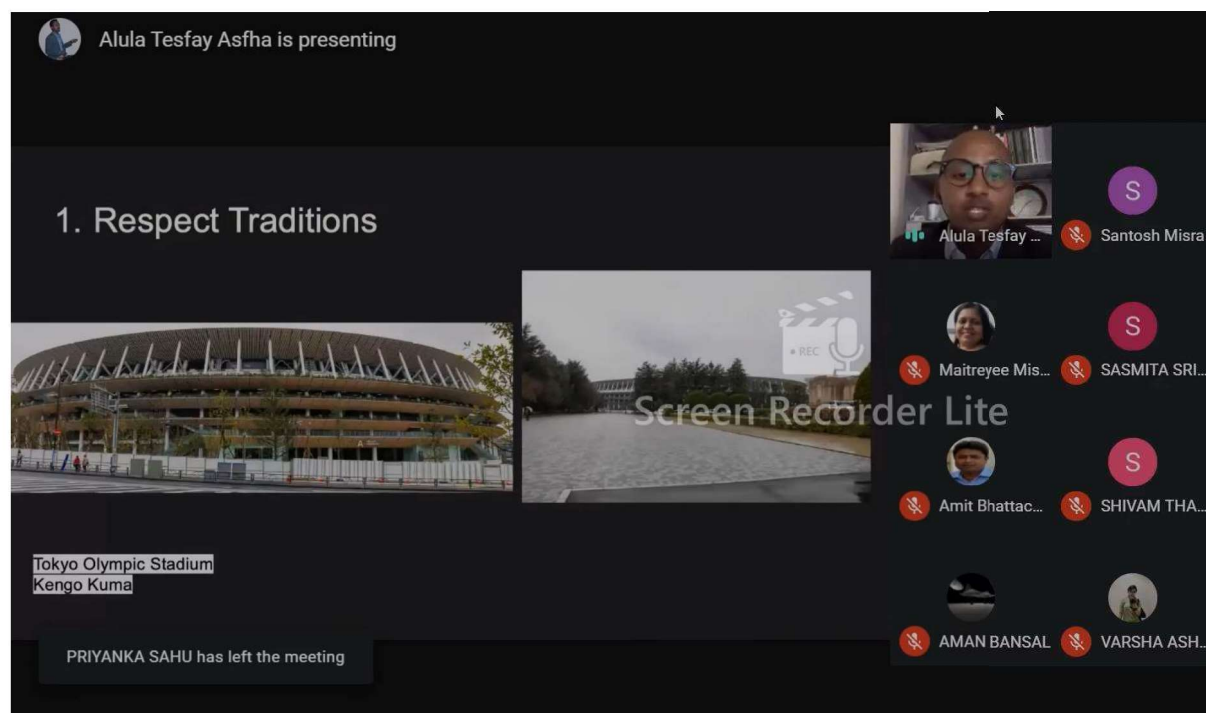 Alula Tesfay Asfha is presenting
1. Respect Traditions
Tokyo Olympic Stadium
Kengo Kuma
PRIYANKA SAHU has left the meeting
• REC
Screen Recorder Lite
A
Alula Tesfay ...
S
Santosh Misra
Maitreyee Mis...
S
SASMITA SRI...
Amit Bhattac...
S
SHIVAM THA...
AMAN BANSAL
VARSHA ASH...